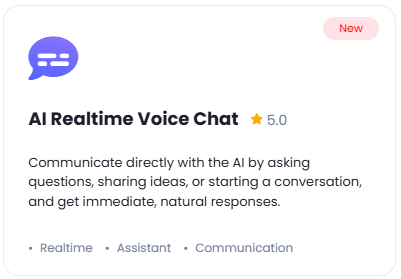 New
AI Realtime Voice Chat ★ 5.0
Communicate directly with the AI by asking
questions, sharing ideas, or starting a conversation,
and get immediate, natural responses.
• Realtime • Assistant • Communication